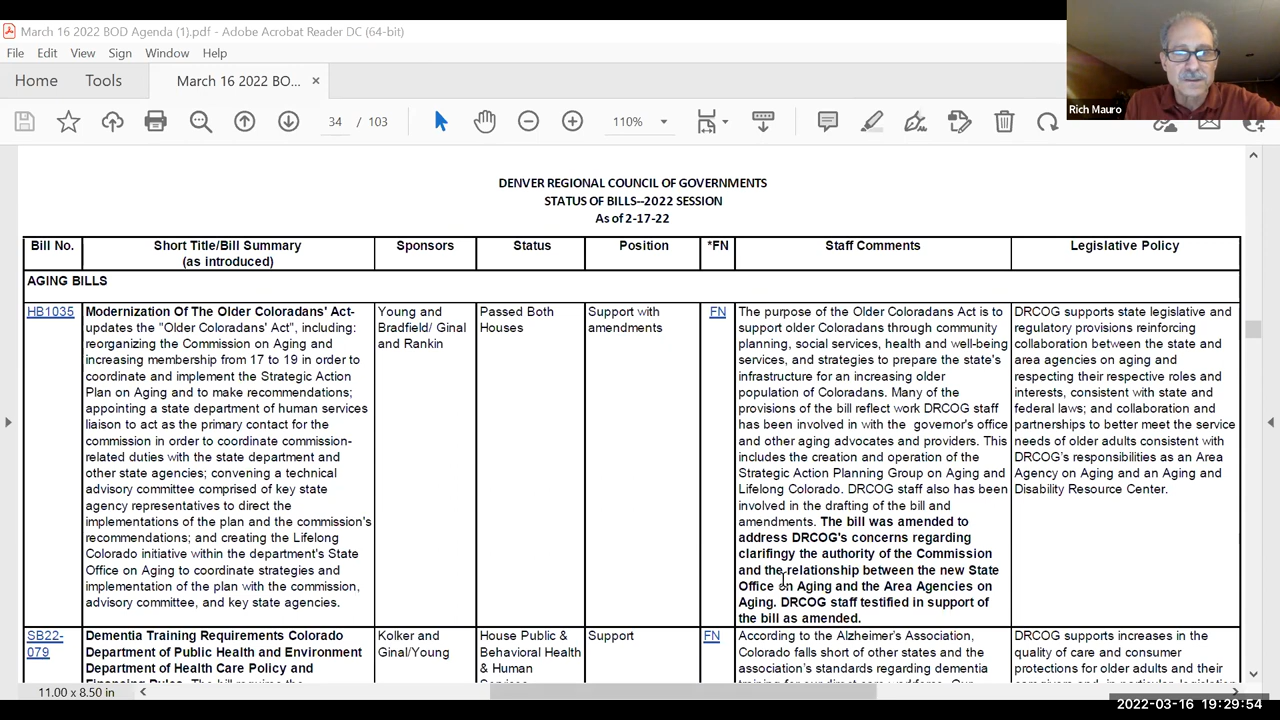 March 16 2022 BOD Agenda (1).pdf - Adobe Acrobat Reader DC (64-bit)
File Edit View Sign Window Help
Home Tools March 16 2022 BO... ×
34 / 103 110%
Rich Mauro
DENVER REGIONAL COUNCIL OF GOVERNMENTS
STATUS OF BILLS--2022 SESSION
As of 2-17-22
Bill No.
Short Title/Bill Summary
(as introduced)
Sponsors
Status
Position
*FN
Staff Comments
Legislative Policy
AGING BILLS
HB1035
Modernization Of The Older Coloradans' Act-
updates the "Older Coloradans' Act", including:
reorganizing the Commission on Aging and
increasing membership from 17 to 19 in order to
coordinate and implement the Strategic Action
Plan on Aging and to make recommendations;
appointing a state department of human services
liaison to act as the primary contact for the
commission in order to coordinate commission-
related duties with the state department and
other state agencies; convening a technical
advisory committee comprised of key state
agency representatives to direct the
implementations of the plan and the commission's
recommendations; and creating the Lifelong
Colorado initiative within the department's State
Office on Aging to coordinate strategies and
implementation of the plan with the commission,
advisory committee, and key state agencies.
Young and
Bradfield/ Ginal
and Rankin
Passed Both
Houses
Support with
amendments
FN
The purpose of the Older Coloradans Act is to
support older Coloradans through community
planning, social services, health and well-being
services, and strategies to prepare the state's
infrastructure for an increasing older
population of Coloradans. Many of the
provisions of the bill reflect work DRCOG staff
has been involved in with the governor's office
and other aging advocates and providers. This
includes the creation and operation of the
Strategic Action Planning Group on Aging and
Lifelong Colorado. DRCOG staff also has been
involved in the drafting of the bill and
amendments. The bill was amended to
address DRCOG's concerns regarding
clarifingy the authority of the Commission
and the relationship between the new State
Office on Aging and the Area Agencies on
Aging. DRCOG staff testified in support of
the bill as amended.
DRCOG supports state legislative and
regulatory provisions reinforcing
collaboration between the state and
area agencies on aging and
respecting their respective roles and
interests, consistent with state and
federal laws; and collaboration and
partnerships to better meet the service
needs of older adults consistent with
DRCOG's responsibilities as an Area
Agency on Aging and an Aging and
Disability Resource Center.
SB22-
079
Dementia Training Requirements Colorado
Department of Public Health and Environment
Department of Health Care Policy and
Financing Rules. The bill requires the
Kolker and
Ginal/Young
House Public &
Behavioral Health
& Human
Services
Support
FN
According to the Alzheimer's Association,
Colorado falls short of other states and the
association's standards regarding dementia
training for our direct care workforce. Our
DRCOG supports increases in the
quality of care and consumer
protections for older adults and their
caregivers and, in particular, legislation
11.00 x 8.50 in
2022-03-16 19:29:54